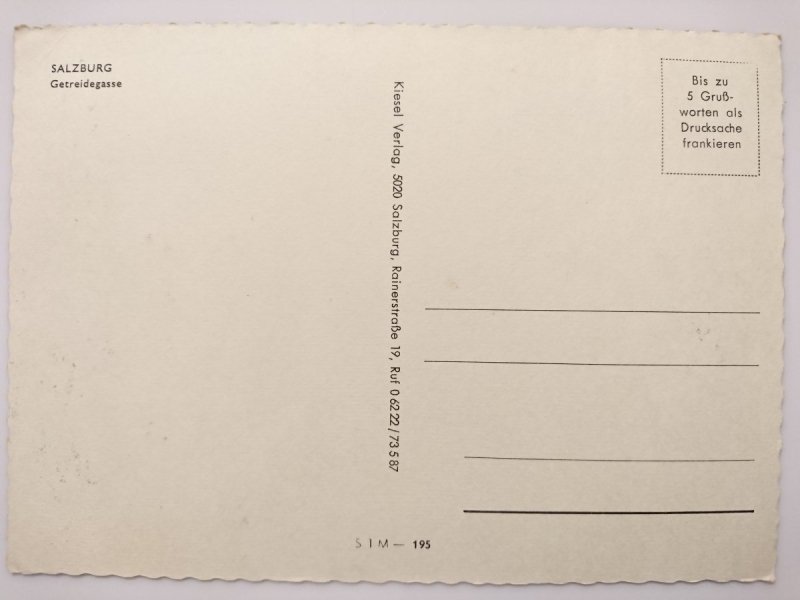 SALZBURG
Getreidegasse
Kiesel Verlag, 5020 Salzburg, Rainerstraße 19, Ruf 0 62 22 / 73 5 87
Bis zu
5 Gruß-
worten als
Drucksache
frankieren
S I M — 195